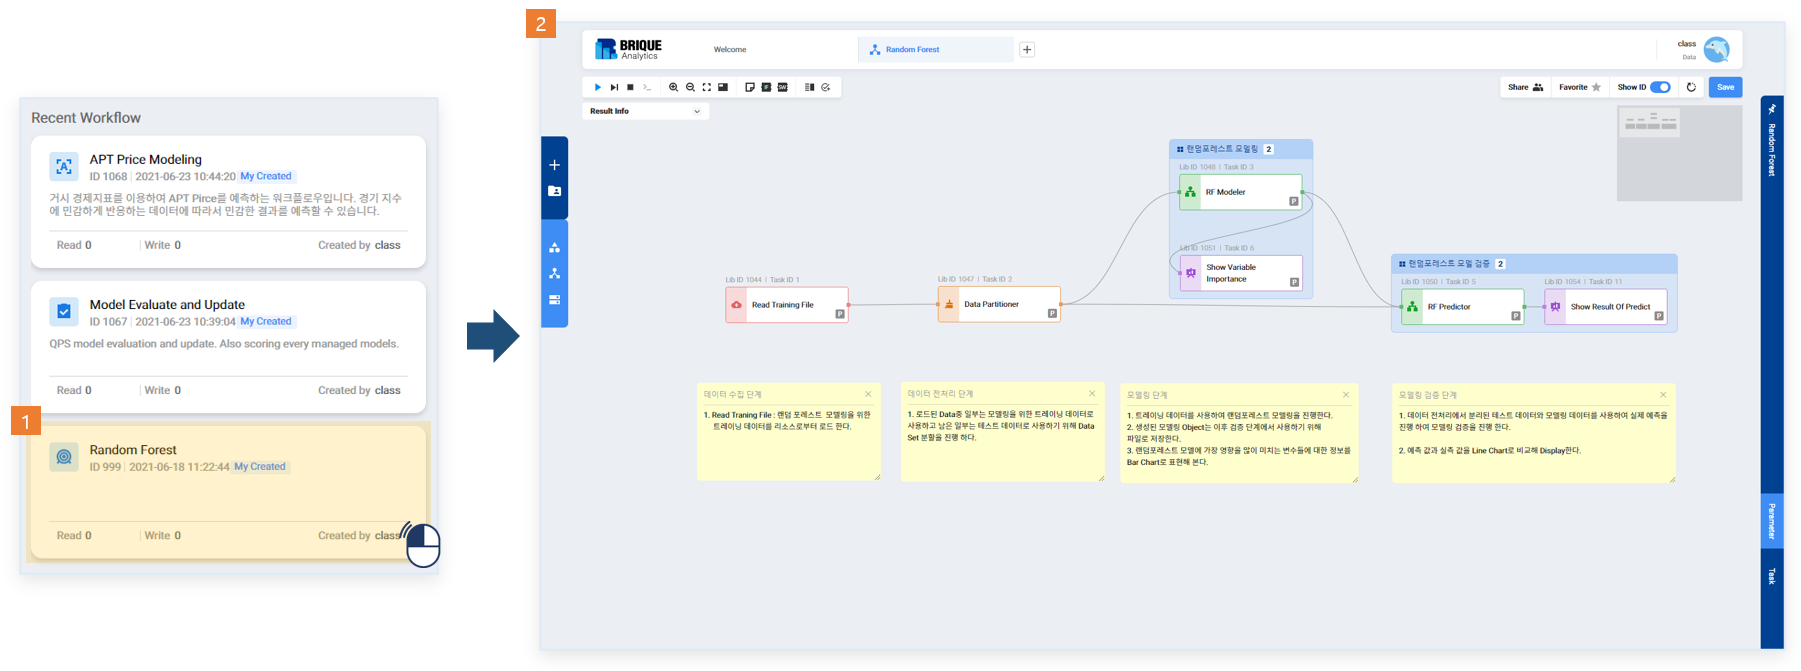 Recent Workflow
APT Price Modeling
ID 1068 | 2021-06-23 10:44:20 My Created
거시 경제지표를 이용하여 APT Pirce를 예측하는 워크플로우입니다. 경기 지수
에 민감하게 반응하는 데이터에 따라서 민감한 결과를 예측할 수 있습니다.
Read 0 | Write 0 Created by class
Model Evaluate and Update
ID 1067 | 2021-06-23 10:39:04 My Created
QPS model evaluation and update. Also scoring every managed models.
Read 0 | Write 0 Created by class
1
Random Forest
ID 999 | 2021-06-18 11:22:44 My Created
Read 0 | Write 0 Created by class
2
BRIQUE
Analytics
Welcome
Random Forest
class
Data
Share
Favorite
Show ID
Save
Result Info
Random Forest
Parameter
Task
랜덤포레스트 모델링 2
Lib ID 1048 | Task ID 3
RF Modeler
P
Lib ID 1051 | Task ID 6
Show Variable
Importance
P
Lib ID 1044 | Task ID 1
Read Training File
P
Lib ID 1047 | Task ID 2
Data Partitioner
P
랜덤포레스트 모델 검증 2
Lib ID 1050 | Task ID 5
RF Predictor
P
Lib ID 1054 | Task ID 11
Show Result Of Predict
P
데이터 수집 단계
1. Read Traning File : 랜덤 포레스트 모델링을 위한
트레이닝 데이터를 리소스로부터 로드 한다.
데이터 전처리 단계
1. 로드된 Data중 일부는 모델링을 위한 트레이닝 데이터로
사용하고 남은 일부는 테스트 데이터로 사용하기 위해 Data
Set 분할을 진행 하다.
모델링 단계
1. 트레이닝 데이터를 사용하여 랜덤포레스트 모델링을 진행한다.
2. 생성된 모델링 Object는 이후 검증 단계에서 사용하기 위해
파일로 저장한다.
3. 랜덤포레스트 모델에 가장 영향을 많이 미치는 변수들에 대한 정보를
Bar Chart로 표현해 본다.
모델링 검증 단계
1. 데이터 전처리에서 분리된 테스트 데이터와 모델링 데이터를 사용하여 실제 예측을
진행 하여 모델링 검증을 진행 한다.
2. 예측 값과 실측 값을 Line Chart로 비교해 Display한다.